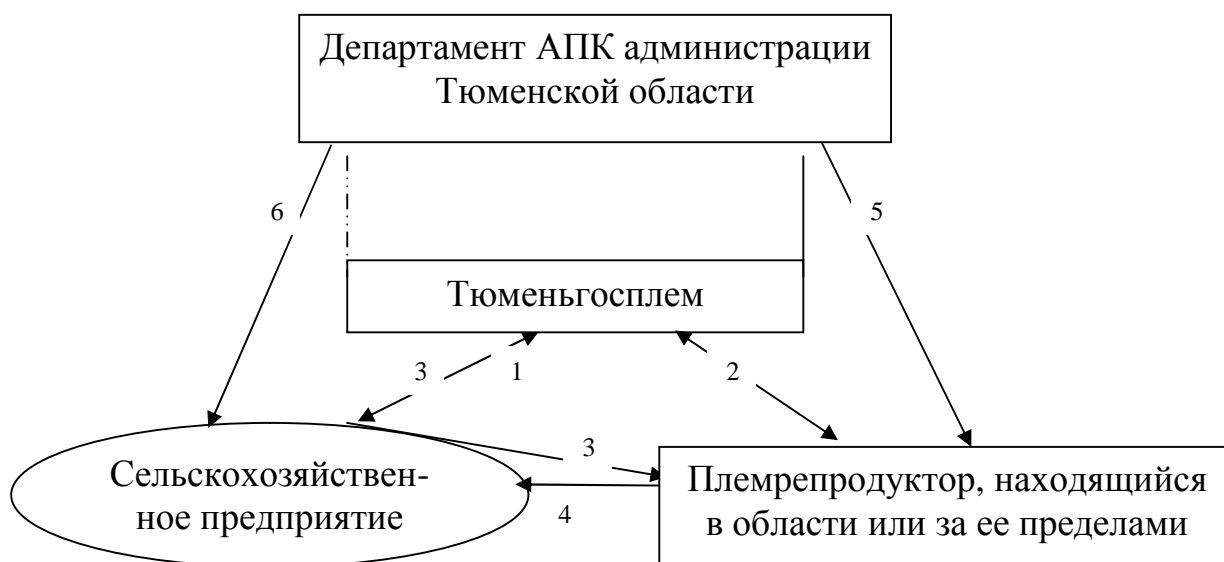 Департамент АПК администрации
Тюменской области
6
5
Тюменьгосплем
3
1
2
3
4
Сельскохозяйствен-
ное предприятие
Племрепродуктор, находящийся
в области или за ее пределами